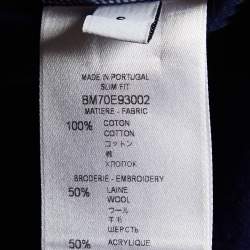 MADE IN PORTUGAL
SLIM FIT
BM70E93002
MATIERE - FABRIC
100% COTON
COTTON
コットン
棉
ХЛОПОК
BRODERIE - EMBROIDERY
50% LAINE
WOOL
ウール
羊毛
ШЕРСТЬ
50% ACRYLIQUE